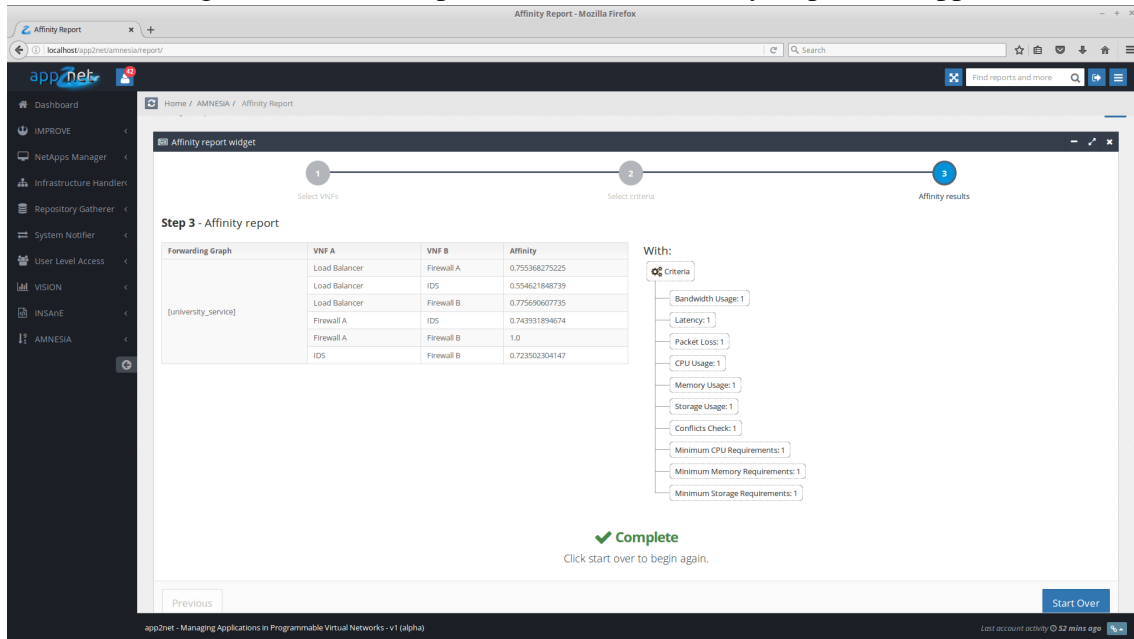 Affinity Report - Mozilla Firefox
Affinity Report
localhost/app2net/amnesia/report/
Search
app2net
42
Find reports and more
Dashboard
Home / AMNESIA / Affinity Report
IMPROVE
NetApps Manager
Infrastructure Handler
Repository Gatherer
System Notifier
User Level Access
VISION
INSAnE
AMNESIA
Affinity report widget
1
2
3
Select VNFs
Select criteria
Affinity results
Step 3 - Affinity report
Forwarding Graph VNF A VNF B Affinity
Load Balancer Firewall A 0.755368275225
Load Balancer IDS 0.554621848739
Load Balancer Firewall B 0.775690607735
[university_service] Firewall A IDS 0.743931894674
Firewall A Firewall B 1.0
IDS Firewall B 0.723502304147
With:
Criteria
Bandwidth Usage: 1
Latency: 1
Packet Loss: 1
CPU Usage: 1
Memory Usage: 1
Storage Usage: 1
Conflicts Check: 1
Minimum CPU Requirements: 1
Minimum Memory Requirements: 1
Minimum Storage Requirements: 1
Complete
Click start over to begin again.
Previous
Start Over
app2net - Managing Applications in Programmable Virtual Networks - v1 (alpha)
Last account activity 52 mins ago